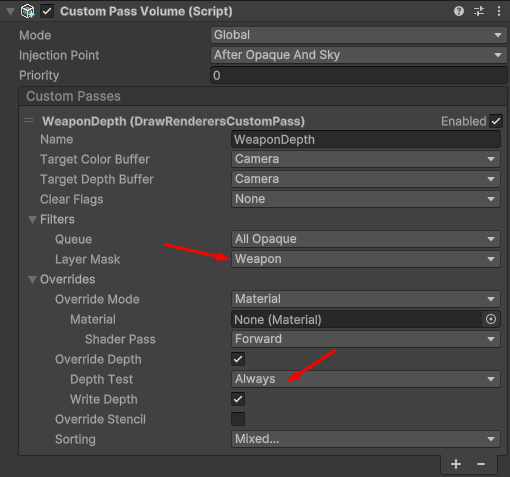 Custom Pass Volume (Script)
Mode Global
Injection Point After Opaque And Sky
Priority 0
Custom Passes
WeaponDepth (DrawRenderersCustomPass) Enabled
Name WeaponDepth
Target Color Buffer Camera
Target Depth Buffer Camera
Clear Flags None
Filters
Queue All Opaque
Layer Mask Weapon
Overrides
Override Mode Material
Material None (Material)
Shader Pass Forward
Override Depth
Depth Test Always
Write Depth
Override Stencil
Sorting Mixed...